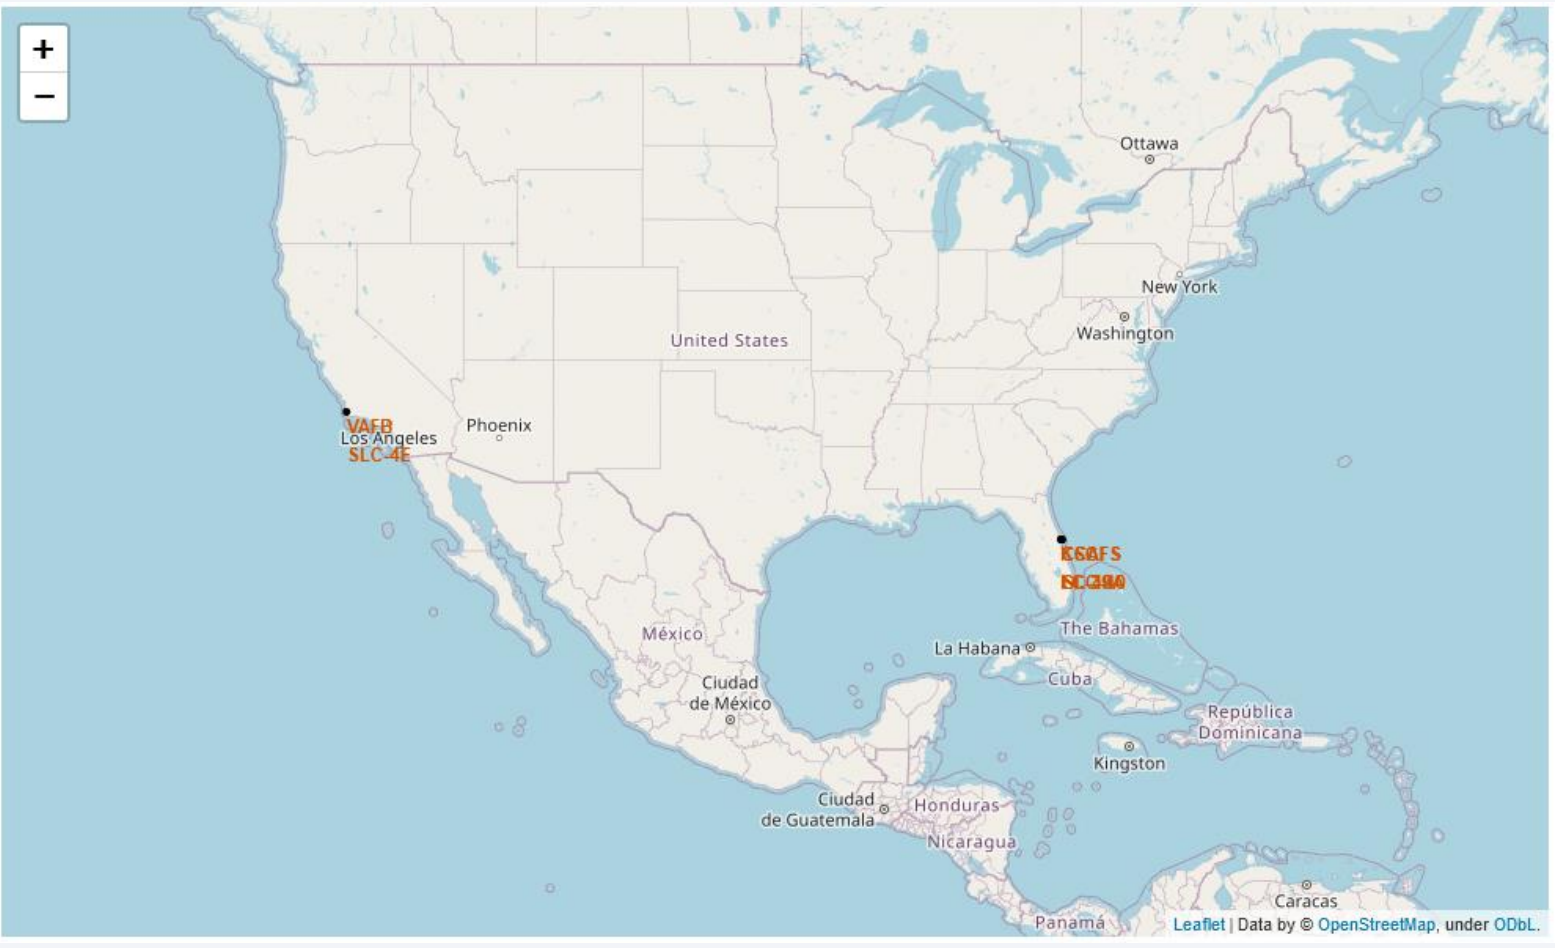 +
−
Ottawa
New York
Washington
United States
VAFB
Los Angeles
SLC-4E
Phoenix
The Bahamas
La Habana
México
Cuba
Ciudad
de México
República
Dominicana
Kingston
Ciudad
de Guatemala
Honduras
Nicaragua
Caracas
Panamá
Leaflet | Data by © OpenStreetMap, under ODbL.